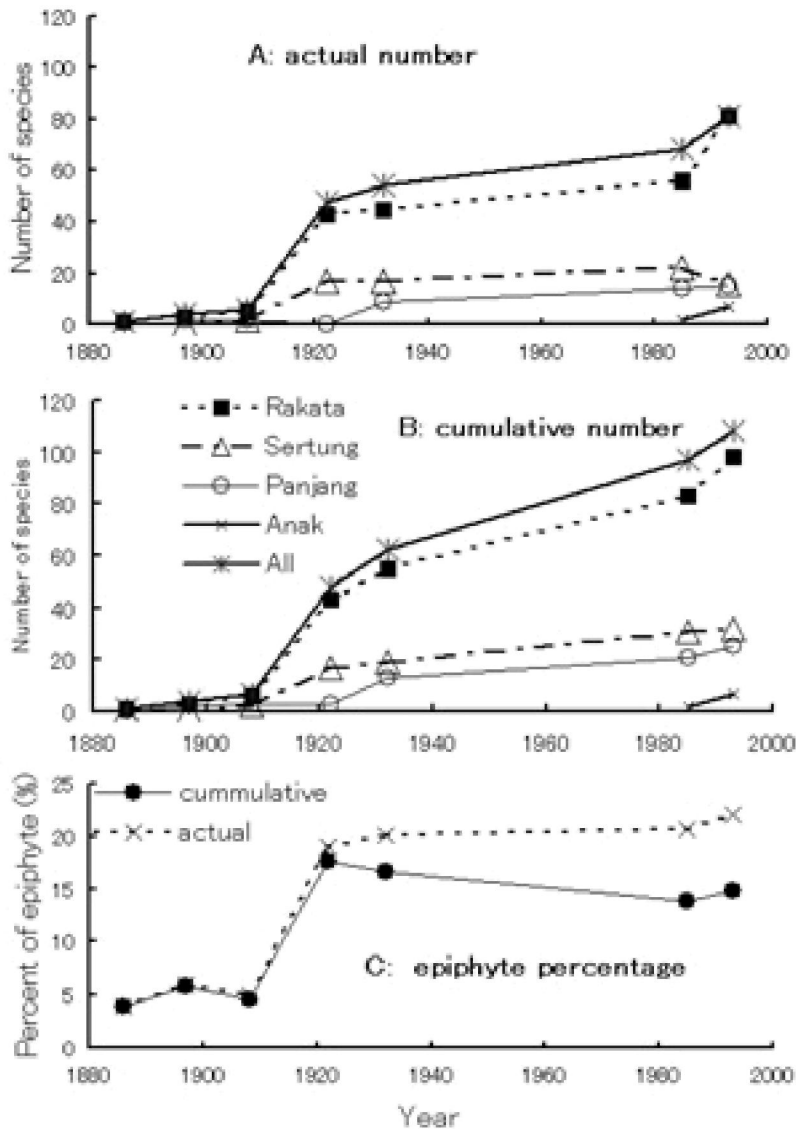 A: actual number
Number of species
120
100
80
60
40
20
0
1880 1900 1920 1940 1960 1980 2000
B: cumulative number
Rakata
Sertung
Panjang
Anak
All
Number of species
120
100
80
60
40
20
0
1880 1900 1920 1940 1960 1980 2000
cummulative
actual
C: epiphyte percentage
Percent of epiphyte (%)
25
20
15
10
5
0
1880 1900 1920 1940 1960 1980 2000
Year